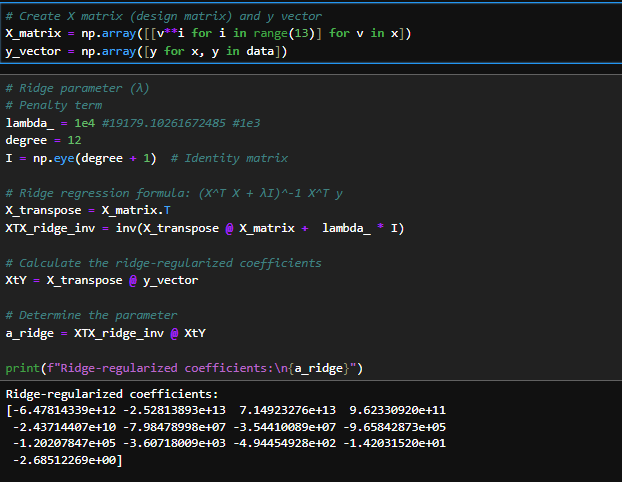 # Create X matrix (design matrix) and y vector
X_matrix = np.array([[v**i for i in range(13)] for v in x])
y_vector = np.array([y for x, y in data])
# Ridge parameter (λ)
# Penalty term
lambda_ = 1e4 #19179.10261672485 #1e3
degree = 12
I = np.eye(degree + 1)  # Identity matrix
# Ridge regression formula: (X^T X + λI)^-1 X^T y
X_transpose = X_matrix.T
XTX_ridge_inv = inv(X_transpose @ X_matrix +  lambda_ * I)
# Calculate the ridge-regularized coefficients
XtY = X_transpose @ y_vector
# Determine the parameter
a_ridge = XTX_ridge_inv @ XtY
print(f"Ridge-regularized coefficients:\n{a_ridge}")
Ridge-regularized coefficients:
[-6.47814339e+12 -2.52813893e+13  7.14923276e+13  9.62330920e+11
 -2.43714407e+10 -7.98478998e+07 -3.54410089e+07 -9.65842873e+05
 -1.20207847e+05 -3.60718009e+03 -4.94454928e+02 -1.42031520e+01
 -2.68512269e+00]